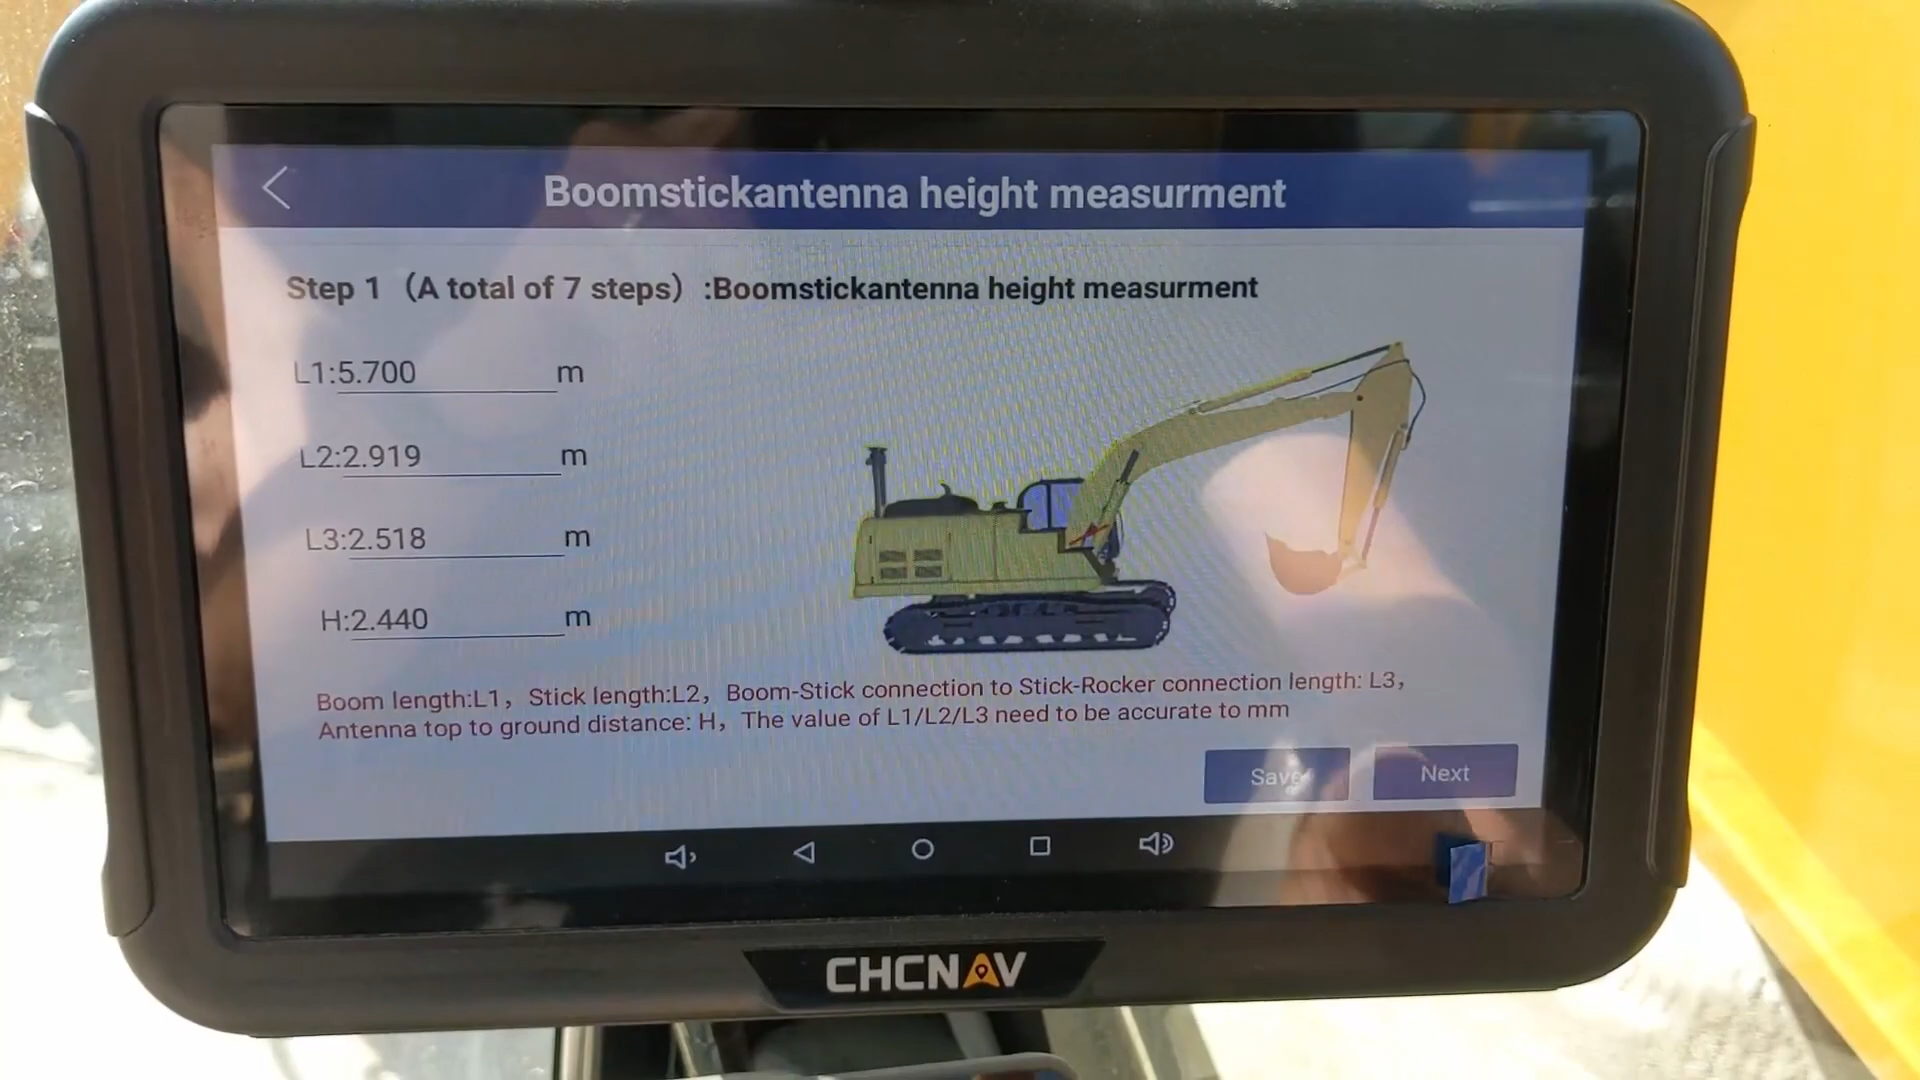 Boomstickantenna height measurment
Step 1（A total of 7 steps）:Boomstickantenna height measurment
L1:5.700 m
L2:2.919 m
L3:2.518 m
H:2.440 m
Boom length:L1，Stick length:L2，Boom-Stick connection to Stick-Rocker connection length: L3，
Antenna top to ground distance: H，The value of L1/L2/L3 need to be accurate to mm
Save Next
CHCNAV